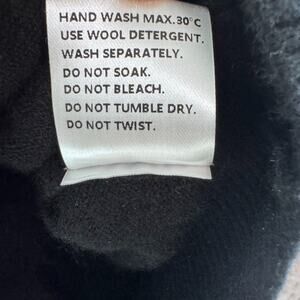 HAND WASH MAX.30°C
USE WOOL DETERGENT.
WASH SEPARATELY.
DO NOT SOAK.
DO NOT BLEACH.
DO NOT TUMBLE DRY.
DO NOT TWIST.